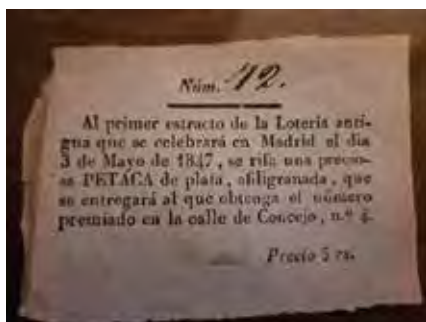 Núm. 12.
Al primer estracto de la Lotería anti-
gua que se celebrará en Madrid el dia
3 de Mayo de 1847, se rifa una precio-
sa PETACA de plata, afiligranada, que
se entregará al que obtenga el número
premiado en la calle de Concejo, n.º 4.
Precio 5 rs.